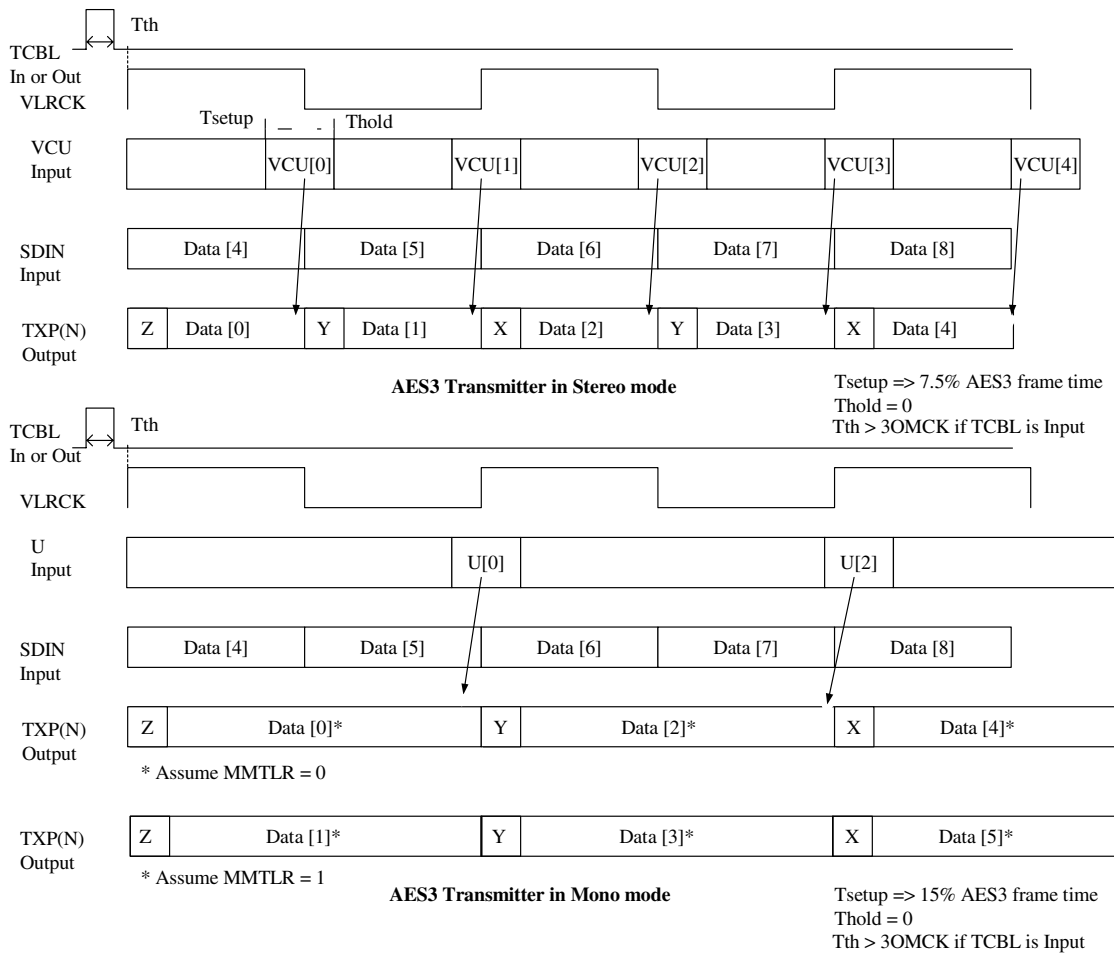 Tth
TCBL
In or Out
VLRCK
Tsetup Thold
VCU
Input
VCU[0] VCU[1] VCU[2] VCU[3] VCU[4]
SDIN
Input
Data [4] Data [5] Data [6] Data [7] Data [8]
TXP(N)
Output
Z Data [0] Y Data [1] X Data [2] Y Data [3] X Data [4]
AES3 Transmitter in Stereo mode
Tsetup => 7.5% AES3 frame time
Thold = 0
Tth > 3OMCK if TCBL is Input
Tth
TCBL
In or Out
VLRCK
U
Input
U[0] U[2]
SDIN
Input
Data [4] Data [5] Data [6] Data [7] Data [8]
TXP(N)
Output
Z Data [0]* Y Data [2]* X Data [4]*
* Assume MMTLR = 0
TXP(N)
Output
Z Data [1]* Y Data [3]* X Data [5]*
* Assume MMTLR = 1
AES3 Transmitter in Mono mode
Tsetup => 15% AES3 frame time
Thold = 0
Tth > 3OMCK if TCBL is Input